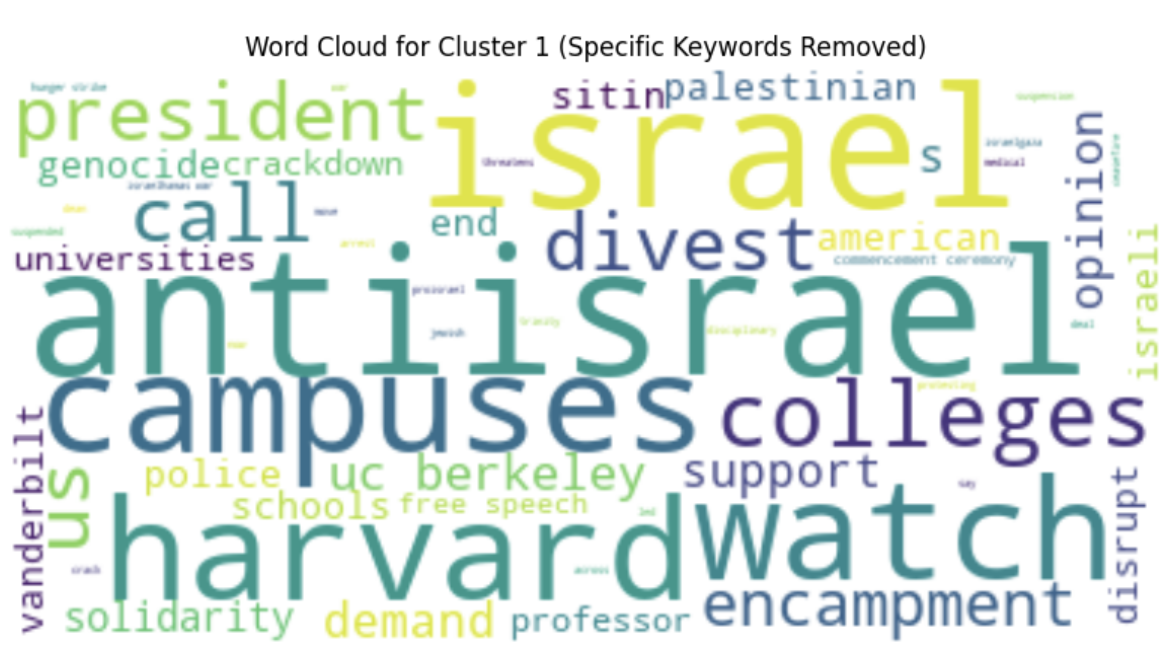 Word Cloud for Cluster 1 (Specific Keywords Removed)
hunger strike
war
president
israel
sitin
palestinian
suspension
genocide
crackdown
threatens
s
israelgaza
medical
opinion
ceasefire
israelhamas war
call
move
end
divest
american
suspended
universities
arrest
commencement ceremony
israeli
antiisrael
proisrael
jewish
trinity
disciplinary
deal
campuses
colleges
protesting
vanderbilt
us
police
uc berkeley
support
say
disrupt
schools
free speech
led
harvard
watch
crack
across
solidarity
demand
professor
encampment